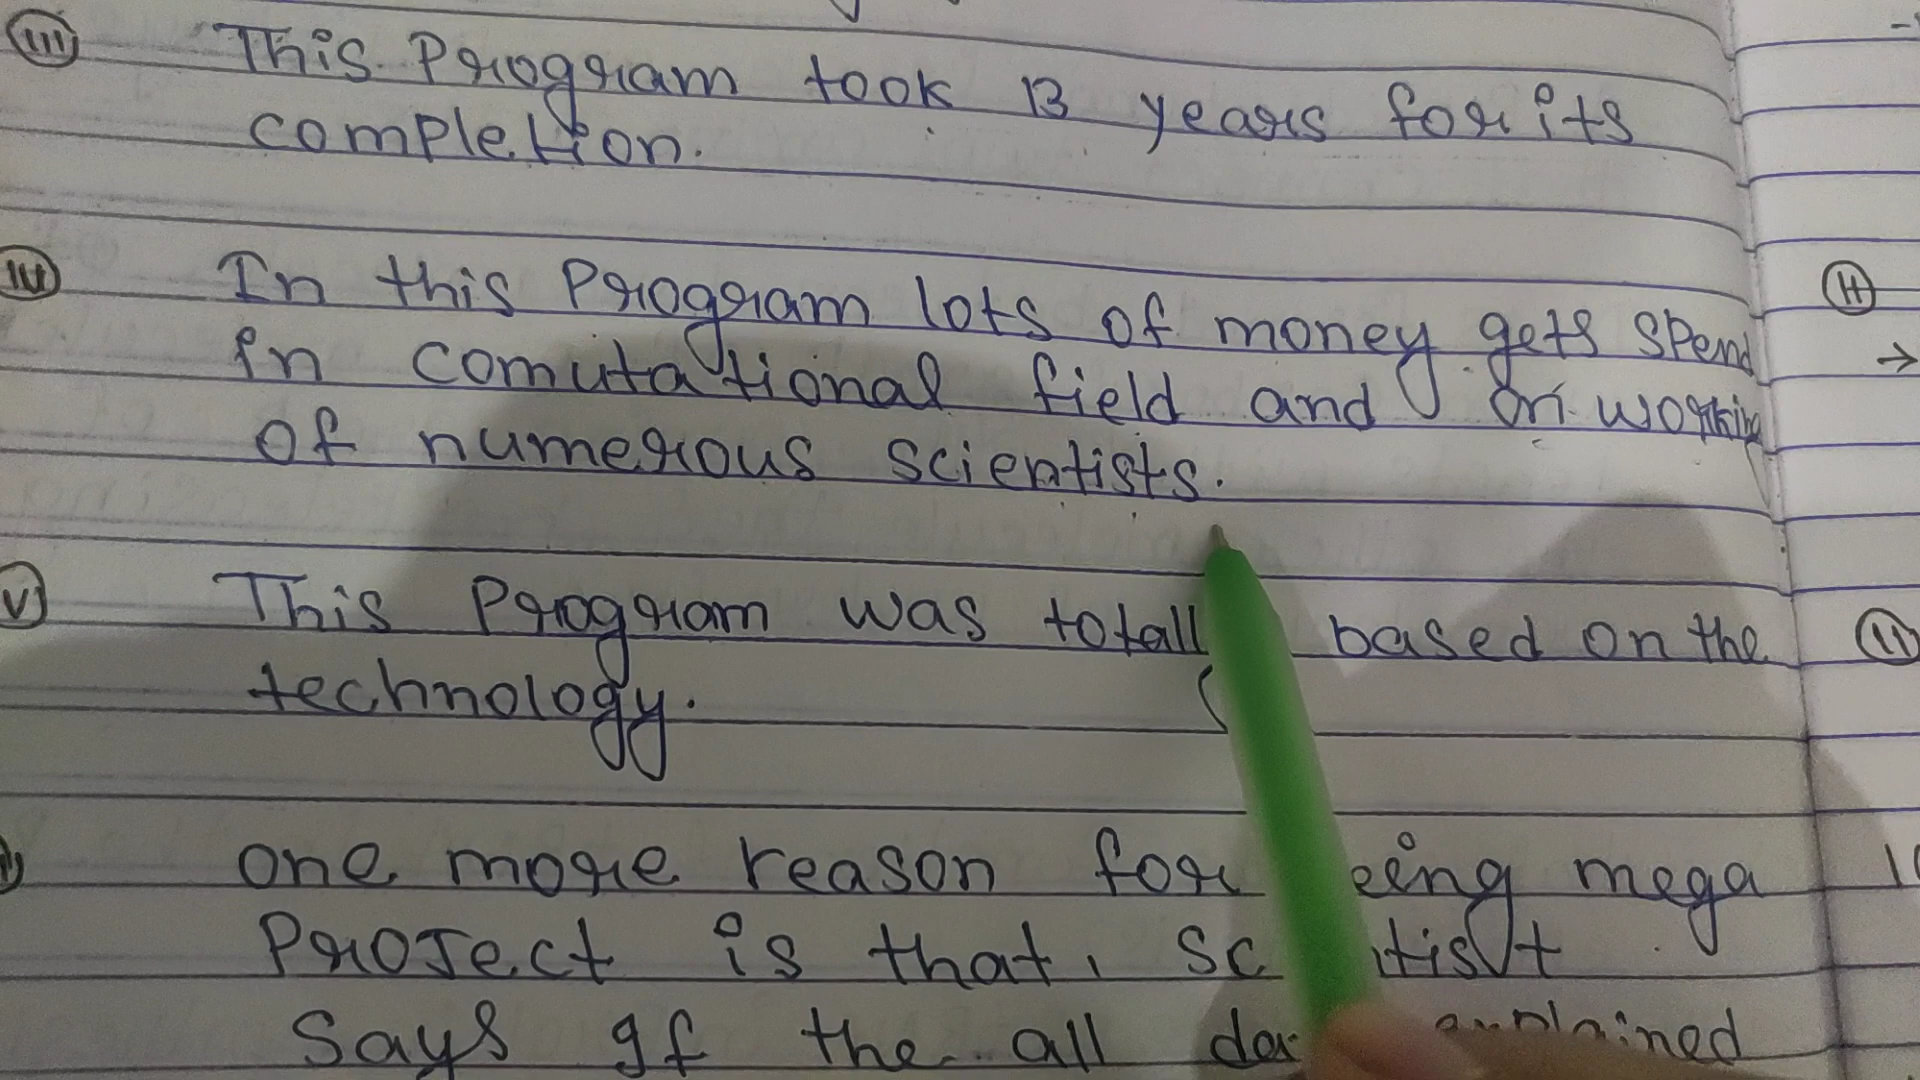 (iii) This Program took 13 years for its
completion.
(iv) In this Program lots of money gets spend
in comutational field and on working
of numerous scientists.
(v) This Program was totall based on the
technology.
one more reason for eing mega
Project is that,
says If the all
(H)
→
(ii)